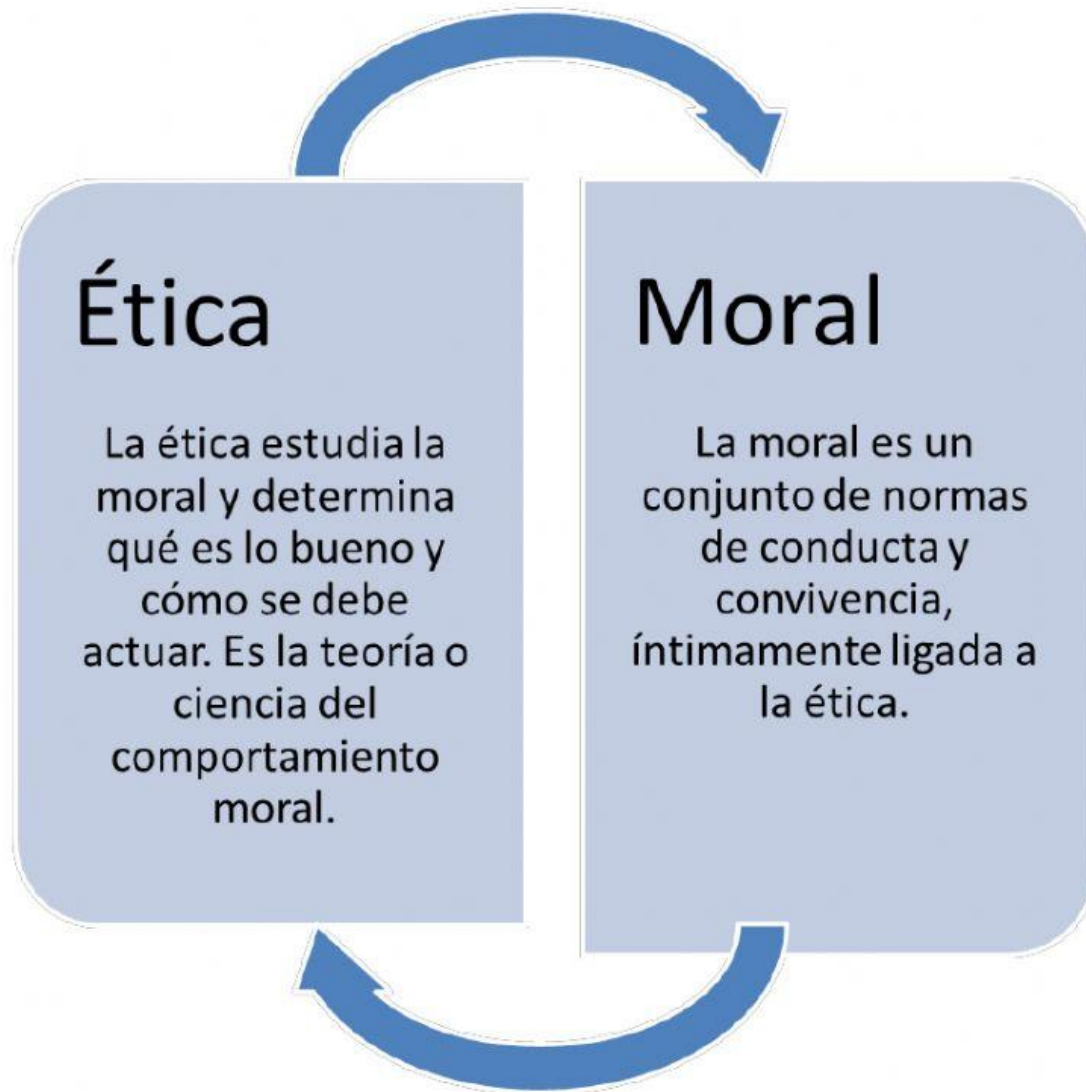 Ética
La ética estudia la
moral y determina
qué es lo bueno y
cómo se debe
actuar. Es la teoría o
ciencia del
comportamiento
moral.
Moral
La moral es un
conjunto de normas
de conducta y
convivencia,
íntimamente ligada a
la ética.